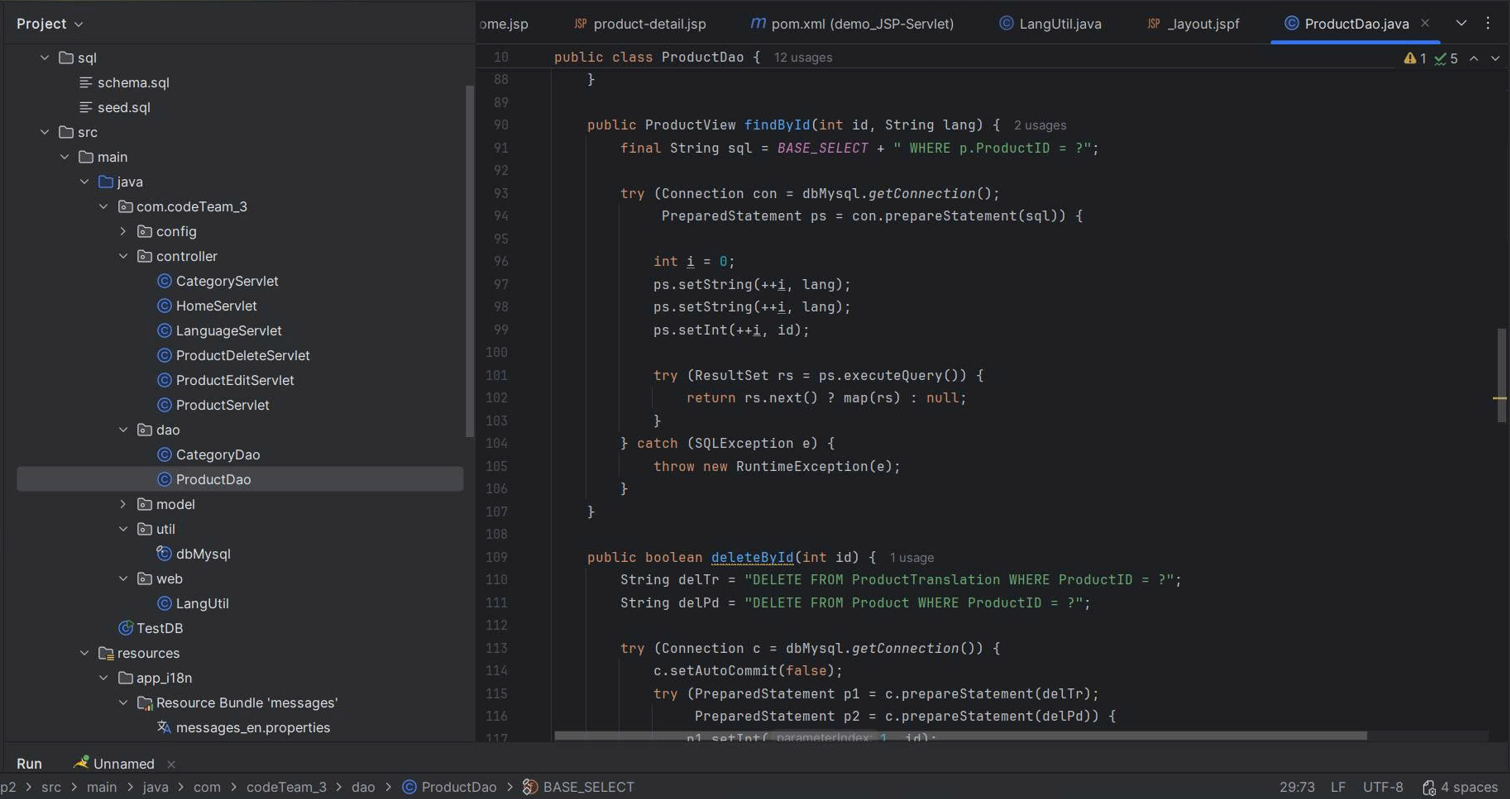 Project
ome.jsp
JSP product-detail.jsp
m pom.xml (demo_JSP-Servlet)
C LangUtil.java
JSP _layout.jspf
C ProductDao.java
sql
schema.sql
seed.sql
src
main
java
com.codeTeam_3
config
controller
C CategoryServlet
C HomeServlet
C LanguageServlet
C ProductDeleteServlet
C ProductEditServlet
C ProductServlet
dao
C CategoryDao
C ProductDao
model
util
C dbMysql
web
C LangUtil
C TestDB
resources
app_i18n
Resource Bundle 'messages'
messages_en.properties
10 public class ProductDao { 12 usages
1 5
88 }
89
90 public ProductView findById(int id, String lang) { 2 usages
91 final String sql = BASE_SELECT + " WHERE p.ProductID = ?";
92
93 try (Connection con = dbMysql.getConnection();
94 PreparedStatement ps = con.prepareStatement(sql)) {
95
96 int i = 0;
97 ps.setString(++i, lang);
98 ps.setString(++i, lang);
99 ps.setInt(++i, id);
100
101 try (ResultSet rs = ps.executeQuery()) {
102 return rs.next() ? map(rs) : null;
103 }
104 } catch (SQLException e) {
105 throw new RuntimeException(e);
106 }
107 }
108
109 public boolean deleteById(int id) { 1 usage
110 String delTr = "DELETE FROM ProductTranslation WHERE ProductID = ?";
111 String delPd = "DELETE FROM Product WHERE ProductID = ?";
112
113 try (Connection c = dbMysql.getConnection()) {
114 c.setAutoCommit(false);
115 try (PreparedStatement p1 = c.prepareStatement(delTr);
116 PreparedStatement p2 = c.prepareStatement(delPd)) {
117 p1.setInt( parameterIndex: 1, id);
Run
Unnamed
p2 > src > main > java > com > codeTeam_3 > dao > C ProductDao > BASE_SELECT
29:73 LF UTF-8 4 spaces